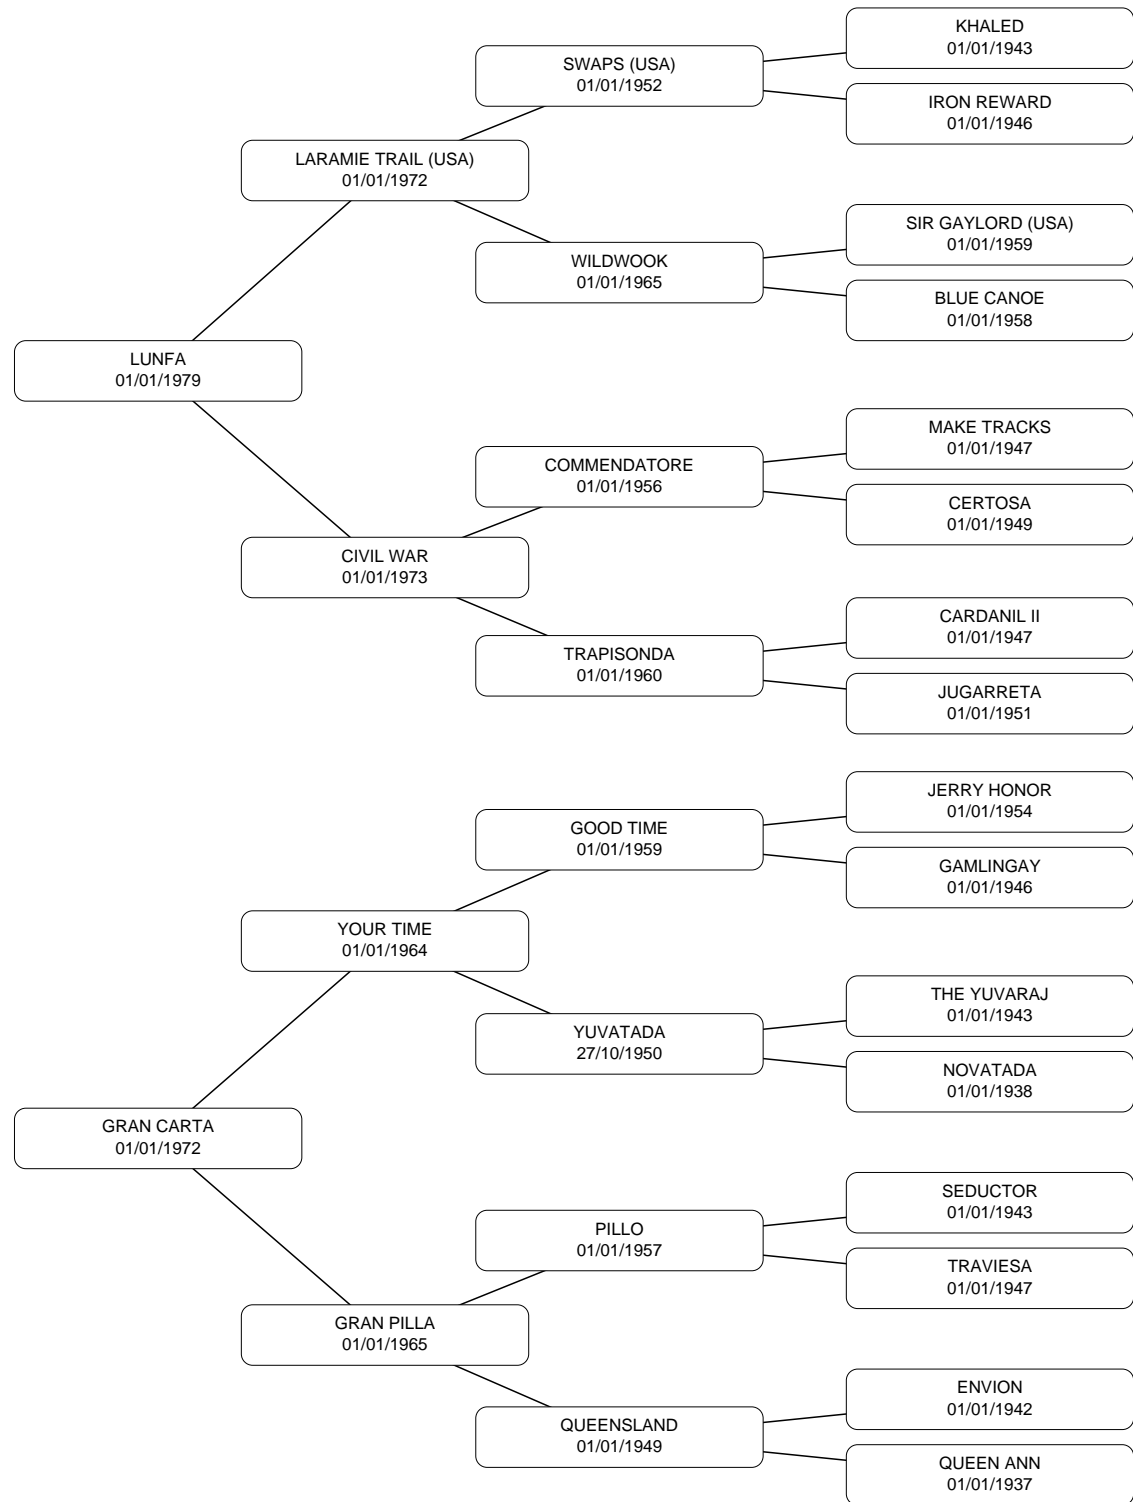 KHALED
01/01/1943
SWAPS (USA)
01/01/1952
IRON REWARD
01/01/1946
LARAMIE TRAIL (USA)
01/01/1972
SIR GAYLORD (USA)
01/01/1959
WILDWOOK
01/01/1965
BLUE CANOE
01/01/1958
LUNFA
01/01/1979
MAKE TRACKS
01/01/1947
COMMENDATORE
01/01/1956
CERTOSA
01/01/1949
CIVIL WAR
01/01/1973
CARDANIL II
01/01/1947
TRAPISONDA
01/01/1960
JUGARRETA
01/01/1951
JERRY HONOR
01/01/1954
GOOD TIME
01/01/1959
GAMLINGAY
01/01/1946
YOUR TIME
01/01/1964
THE YUVARAJ
01/01/1943
YUVATADA
27/10/1950
NOVATADA
01/01/1938
GRAN CARTA
01/01/1972
SEDUCTOR
01/01/1943
PILLO
01/01/1957
TRAVIESA
01/01/1947
GRAN PILLA
01/01/1965
ENVION
01/01/1942
QUEENSLAND
01/01/1949
QUEEN ANN
01/01/1937